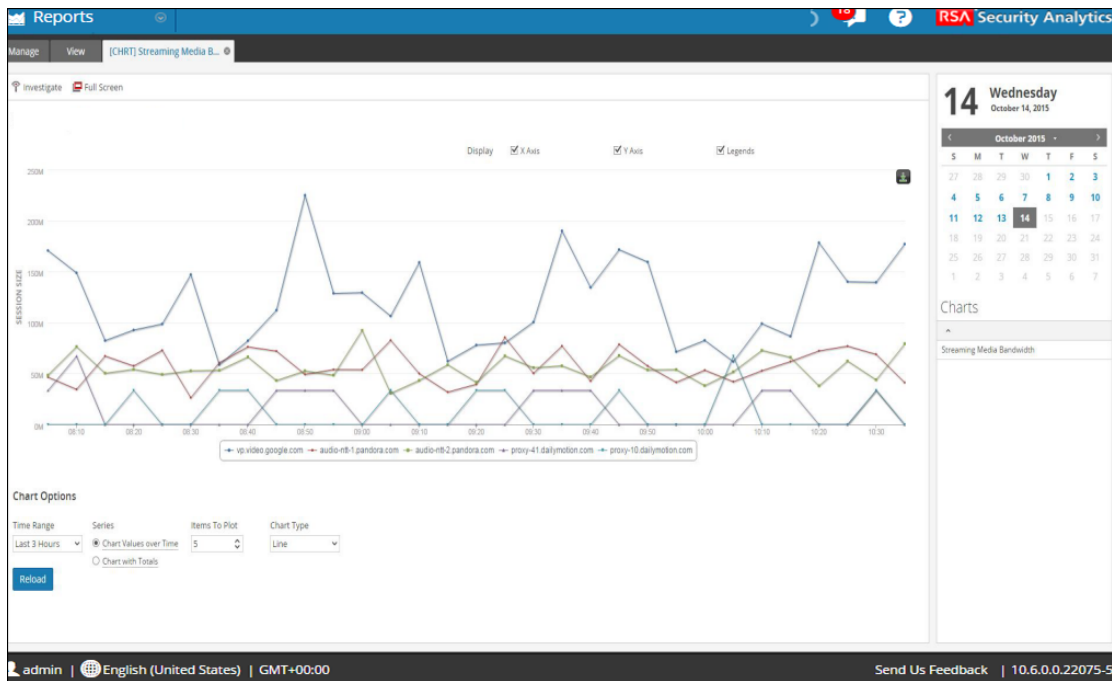 Reports
18
?
RSA Security Analytics
Manage View [CHRT] Streaming Media B...
Investigate Full Screen
Display X Axis Y Axis Legends
250M
200M
150M
100M
50M
0M
SESSION SIZE
08:10 08:20 08:30 08:40 08:50 09:00 09:10 09:20 09:30 09:40 09:50 10:00 10:10 10:20 10:30
vp.video.google.com audio-ntt-1.pandora.com audio-ntt-2.pandora.com proxy-41.dailymotion.com proxy-10.dailymotion.com
Chart Options
Time Range Series Items To Plot Chart Type
Last 3 Hours Chart Values over Time 5 Line
Chart with Totals
Reload
14 Wednesday
October 14, 2015
October 2015
S M T W T F S
27 28 29 30 1 2 3
4 5 6 7 8 9 10
11 12 13 14 15 16 17
18 19 20 21 22 23 24
25 26 27 28 29 30 31
1 2 3 4 5 6 7
Charts
Streaming Media Bandwidth
admin | English (United States) | GMT+00:00
Send Us Feedback | 10.6.0.0.22075-5